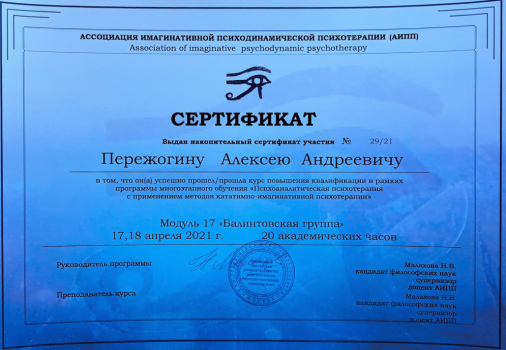 АССОЦИАЦИЯ ИМАГИНАТИВНОЙ ПСИХОДИНАМИЧЕСКОЙ ПСИХОТЕРАПИИ (АИПП)
Association of imaginative psychodynamic psychotherapy
СЕРТИФИКАТ
Выдан накопительный сертификат участия № 29/21
Пережогину Алексею Андреевичу
в том, что он(а) успешно прошел/прошла курс повышения квалификации в рамках
программы многоэтапного обучения «Психоаналитическая психотерапия
с применением методов кататимно-имагинативной психотерапии»
Модуль 17 «Балинтовская группа»
17,18 апреля 2021 г. 20 академических часов
Руководитель программы Малахова Н.В.
кандидат философских наук
супервизор
доцент АИПП
Преподаватель курса Малахова Н.В.
кандидат философских наук
супервизор
доцент АИПП